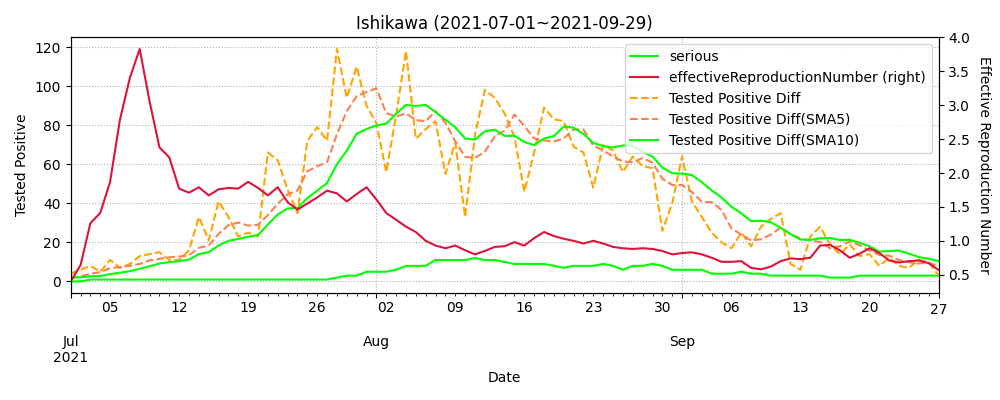 Ishikawa (2021-07-01~2021-09-29)
Tested Positive
120
100
80
60
40
20
0
4.0
3.5
3.0
2.5
2.0
1.5
1.0
0.5
Effective Reproduction Number
serious
effectiveReproductionNumber (right)
Tested Positive Diff
Tested Positive Diff(SMA5)
Tested Positive Diff(SMA10)
05 12 19 26 02 09 16 23 30 06 13 20 27
Jul Aug Sep
2021
Date